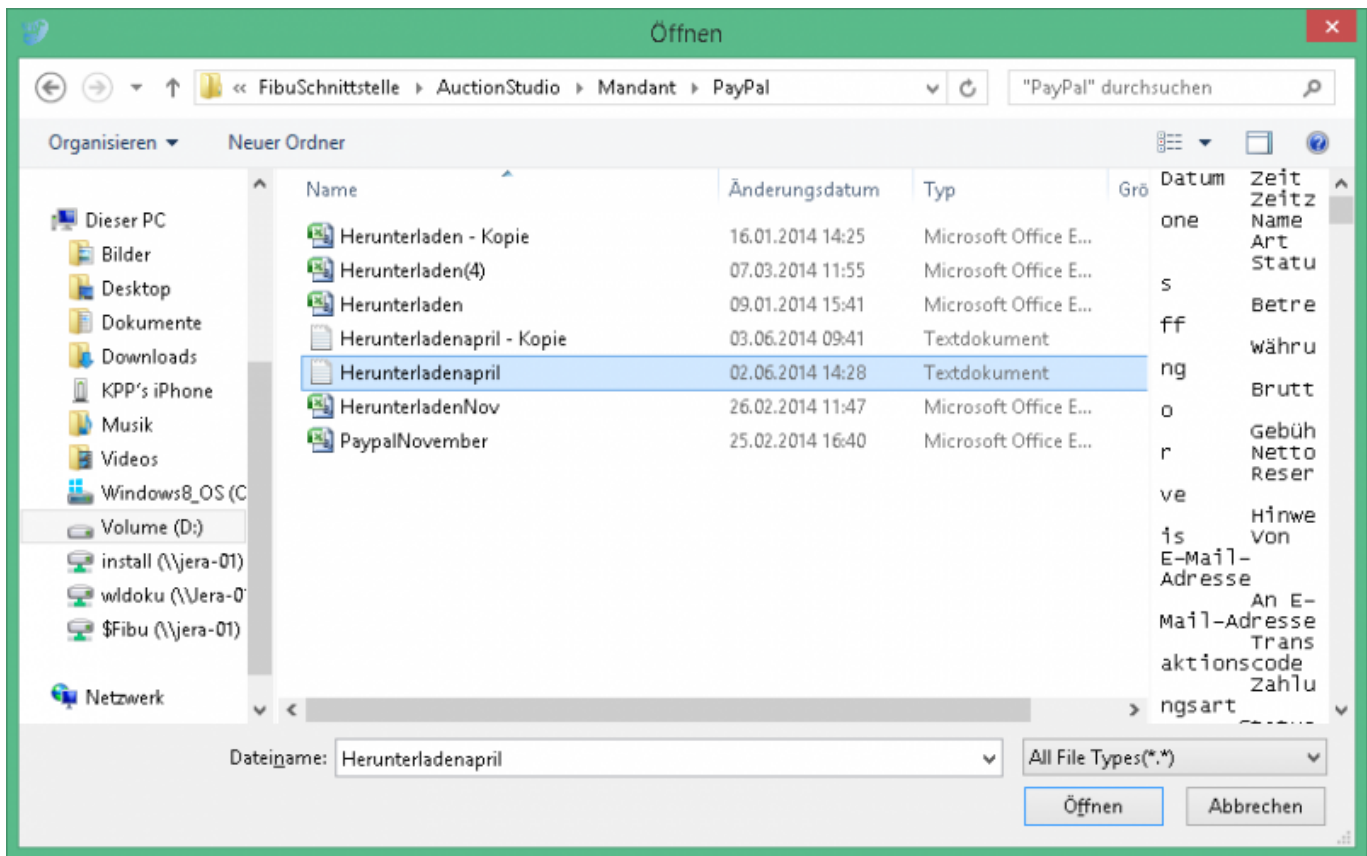 Öffnen
« FibuSchnittstelle ▸ AuctionStudio ▸ Mandant ▸ PayPal
"PayPal" durchsuchen
Organisieren
Neuer Ordner
Dieser PC
Bilder
Desktop
Dokumente
Downloads
KPP's iPhone
Musik
Videos
Windows8_OS (C
Volume (D:)
install (\\jera-01)
wldoku (\\Jera-0
$Fibu (\\jera-01)
Netzwerk
Name Änderungsdatum Typ Grö
Herunterladen - Kopie 16.01.2014 14:25 Microsoft Office E...
Herunterladen(4) 07.03.2014 11:55 Microsoft Office E...
Herunterladen 09.01.2014 15:41 Microsoft Office E...
Herunterladenapril - Kopie 03.06.2014 09:41 Textdokument
Herunterladenapril 02.06.2014 14:28 Textdokument
HerunterladenNov 26.02.2014 11:47 Microsoft Office E...
PaypalNovember 25.02.2014 16:40 Microsoft Office E...
Datum Zeit
Zeitz
one Name
Art
Statu
s
Betre
ff
Währu
ng
Brutt
o
Gebüh
r Netto
Reser
ve
Hinwe
is Von
E-Mail-
Adresse
An E-
Mail-Adresse
Trans
aktionscode
Zahlu
ngsart
Dateiname: Herunterladenapril
All File Types(*.*)
Öffnen
Abbrechen